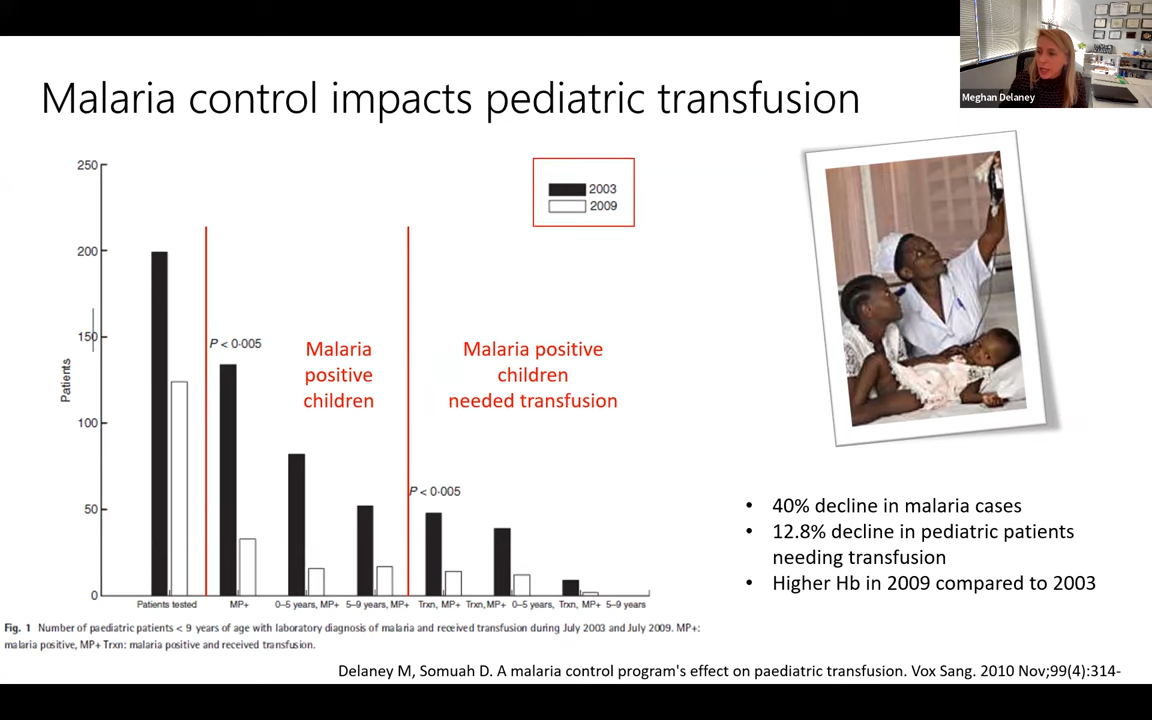 Meghan Delaney
Malaria control impacts pediatric transfusion
250
200
150
100
50
0
Patients
2003
2009
P < 0·005
Malaria
positive
children
Malaria positive
children
needed transfusion
P < 0·005
Patients tested
MP+
0–5 years, MP+
5–9 years, MP+
Trxn, MP+
Trxn,MP+ 0–5 years,
Trxn, MP+ 5–9 years
• 40% decline in malaria cases
• 12.8% decline in pediatric patients
needing transfusion
• Higher Hb in 2009 compared to 2003
Fig. 1 Number of paediatric patients < 9 years of age with laboratory diagnosis of malaria and received transfusion during July 2003 and July 2009. MP+:
malaria positive, MP+ Trxn: malaria positive and received transfusion.
Delaney M, Somuah D. A malaria control program's effect on paediatric transfusion. Vox Sang. 2010 Nov;99(4):314-